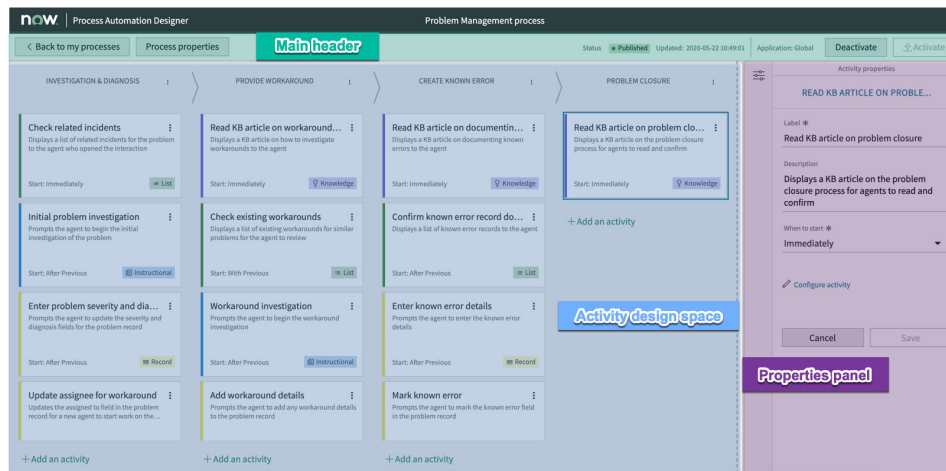 now. Process Automation Designer
Problem Management process
< Back to my processes
Process properties
Main header
Status • Published Updated: 2020-05-22 10:49:01 Application: Global
Deactivate
Activate
INVESTIGATION & DIAGNOSIS
PROVIDE WORKAROUND
CREATE KNOWN ERROR
PROBLEM CLOSURE
Check related incidents
Displays a list of related incidents for the problem
to the agent who opened the interaction
Start: Immediately
List
Initial problem investigation
Prompts the agent to begin the initial
investigation of the problem
Start: After Previous
Instructional
Enter problem severity and dia...
Prompts the agent to update the severity and
diagnosis fields for the problem record
Start: After Previous
Record
Update assignee for workaround
Updates the assigned to field in the problem
record for a new agent to start work on the...
+ Add an activity
Read KB article on workaround...
Displays a KB article on how to investigate
workarounds to the agent
Start: Immediately
Knowledge
Check existing workarounds
Displays a list of existing workarounds for similar
problems for the agent to review
Start: With Previous
List
Workaround investigation
Prompts the agent to begin the workaround
investigation
Start: After Previous
Instructional
Add workaround details
Prompts the agent to add any workaround details
to the problem record
+ Add an activity
Read KB article on documentin...
Displays a KB article on documenting known
errors to the agent
Start: Immediately
Knowledge
Confirm known error record do...
Displays a list of known error records to the agent
Start: After Previous
List
Enter known error details
Prompts the agent to enter the known error
details
Start: After Previous
Record
Mark known error
Prompts the agent to mark the known error field
in the problem record
+ Add an activity
Read KB article on problem clo...
Displays a KB article on the problem closure
process for agents to read and confirm
Start: Immediately
Knowledge
+ Add an activity
Activity design space
Activity properties
READ KB ARTICLE ON PROBLE...
Label *
Read KB article on problem closure
Description
Displays a KB article on the problem
closure process for agents to read and
confirm
When to start *
Immediately
Configure activity
Cancel
Save
Properties panel